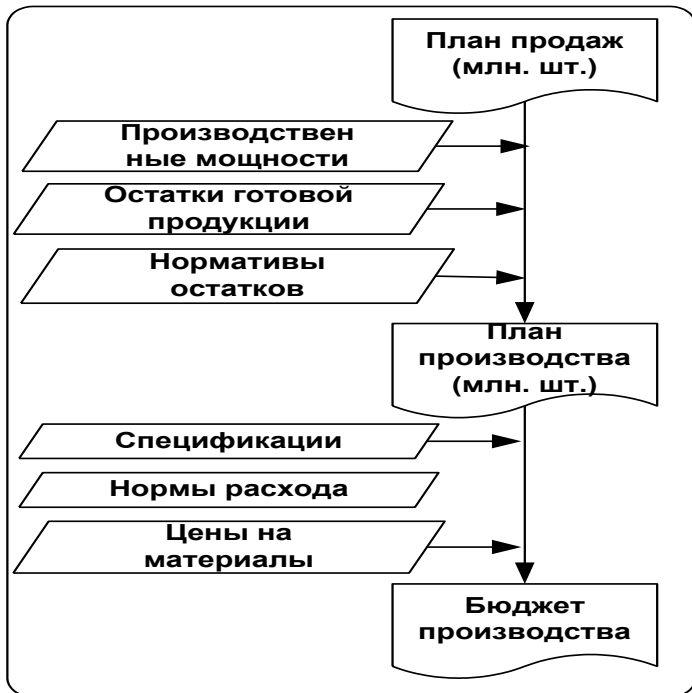 План продаж
(млн. шт.)
Производствен
ные мощности
Остатки готовой
продукции
Нормативы
остатков
План
производства
(млн. шт.)
Спецификации
Нормы расхода
Цены на
материалы
Бюджет
производства